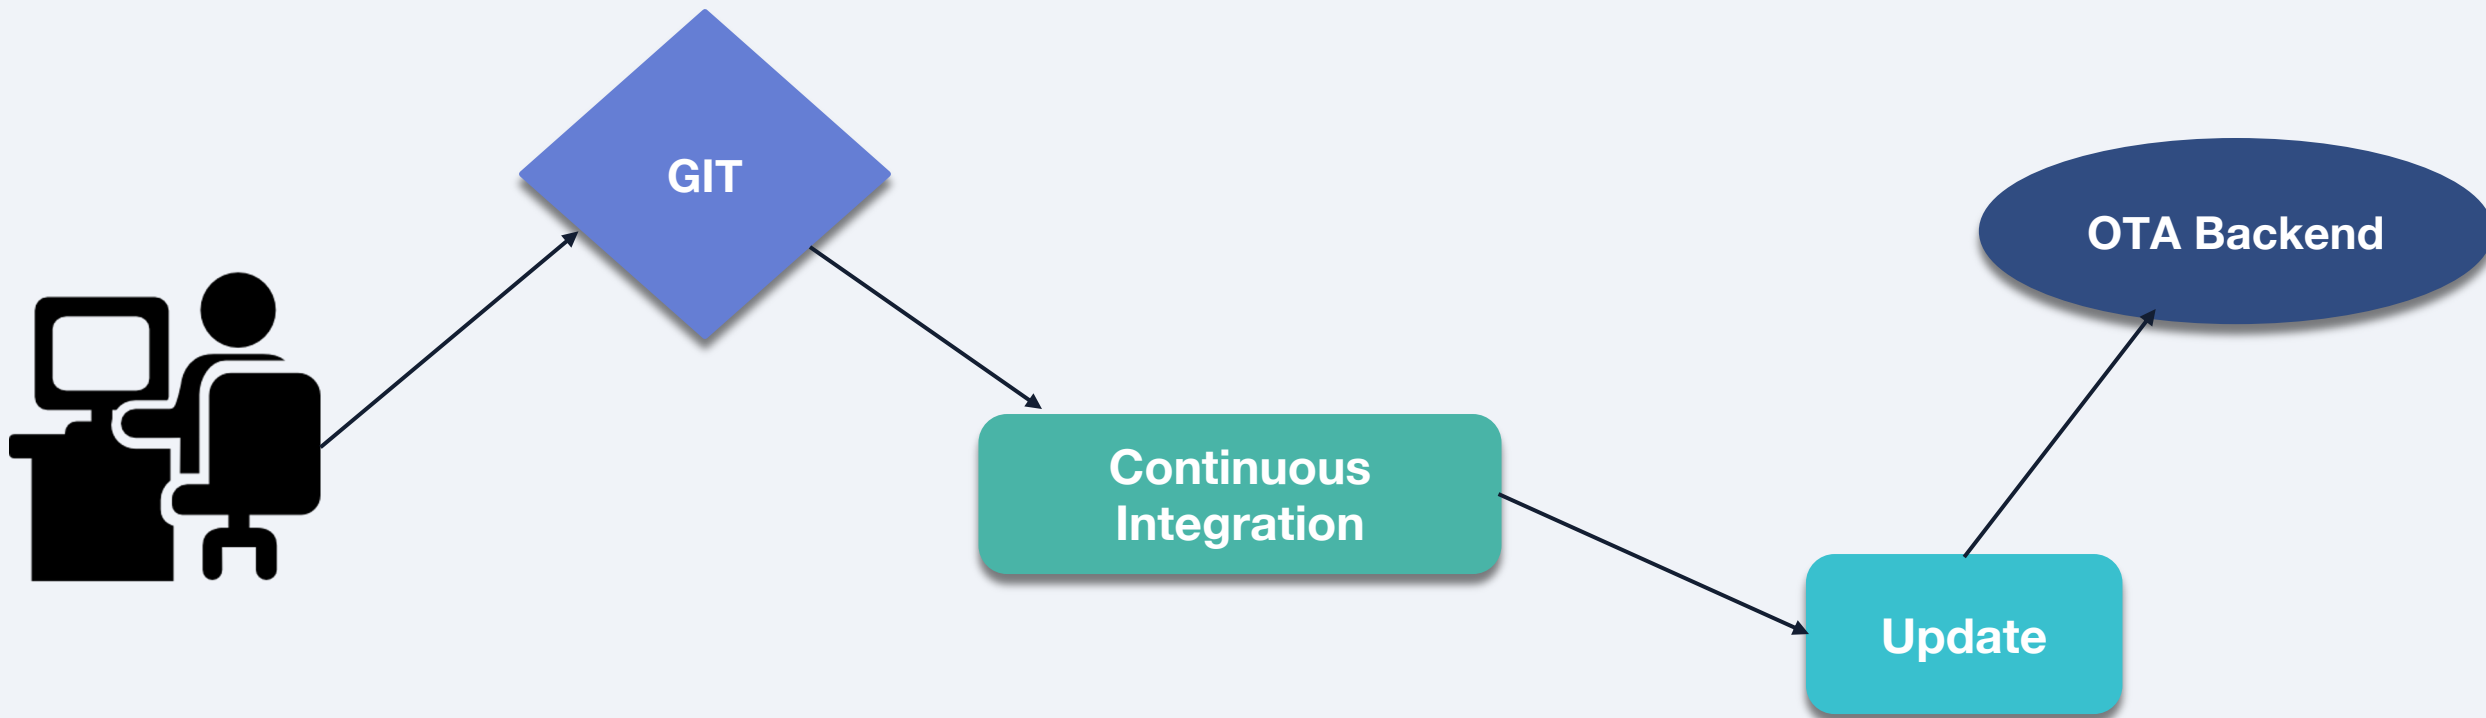 GIT
Continuous
Integration
Update
OTA Backend